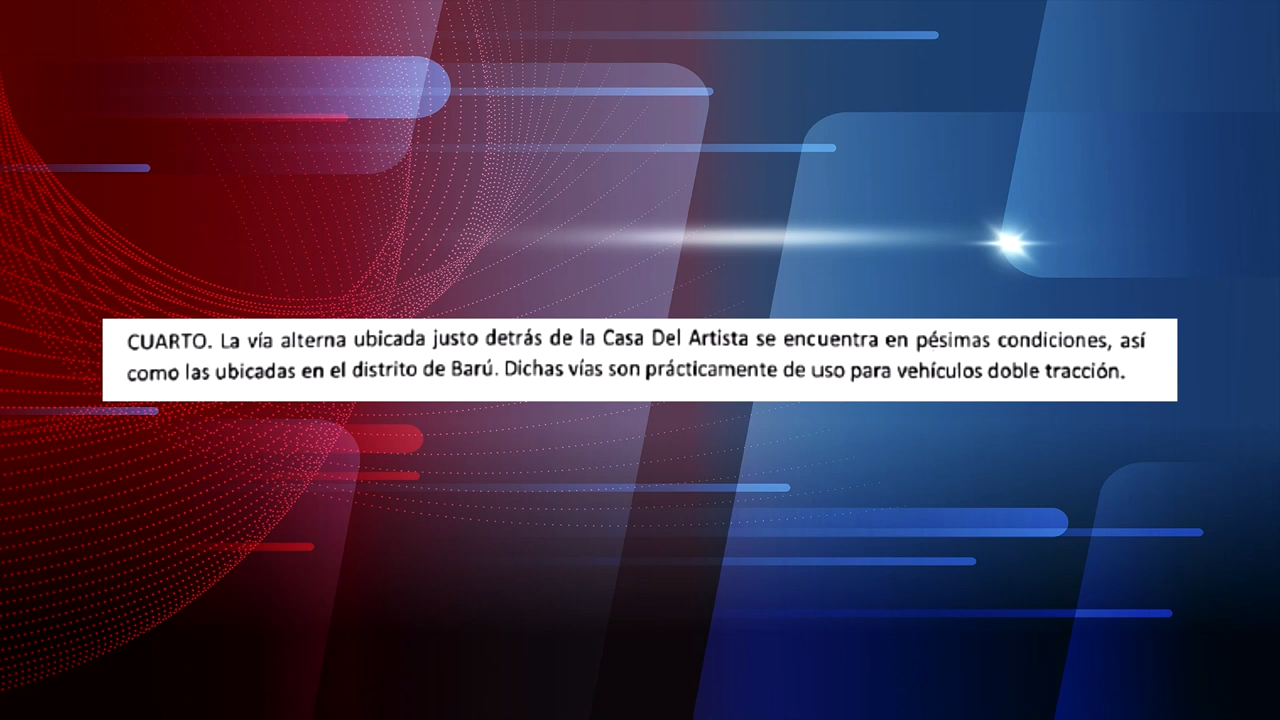 CUARTO. La vía alterna ubicada justo detrás de la Casa Del Artista se encuentra en pésimas condiciones, así
como las ubicadas en el distrito de Barú. Dichas vías son prácticamente de uso para vehículos doble tracción.